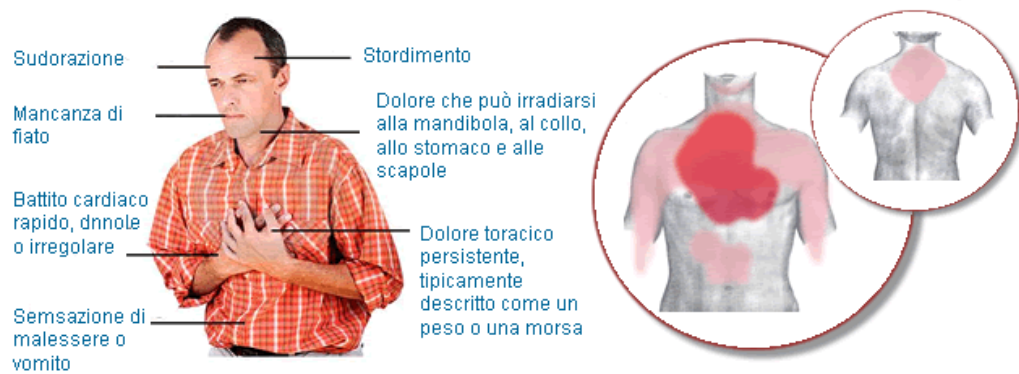 Sudorazione
Mancanza di
fiato
Battito cardiaco
rapido, dnnole
o irregolare
Semsazione di
malessere o
vomito
Stordimento
Dolore che può irradiarsi
alla mandibola, al collo,
allo stomaco e alle
scapole
Dolore toracico
persistente,
tipicamente
descritto come un
peso o una morsa